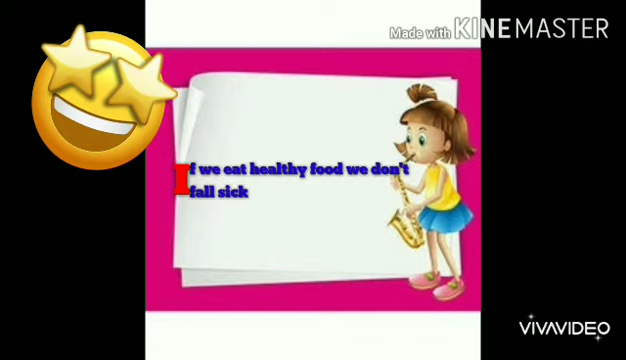 Made with KINEMASTER
If we eat healthy food we don't
fall sick
VIVAVIDEO